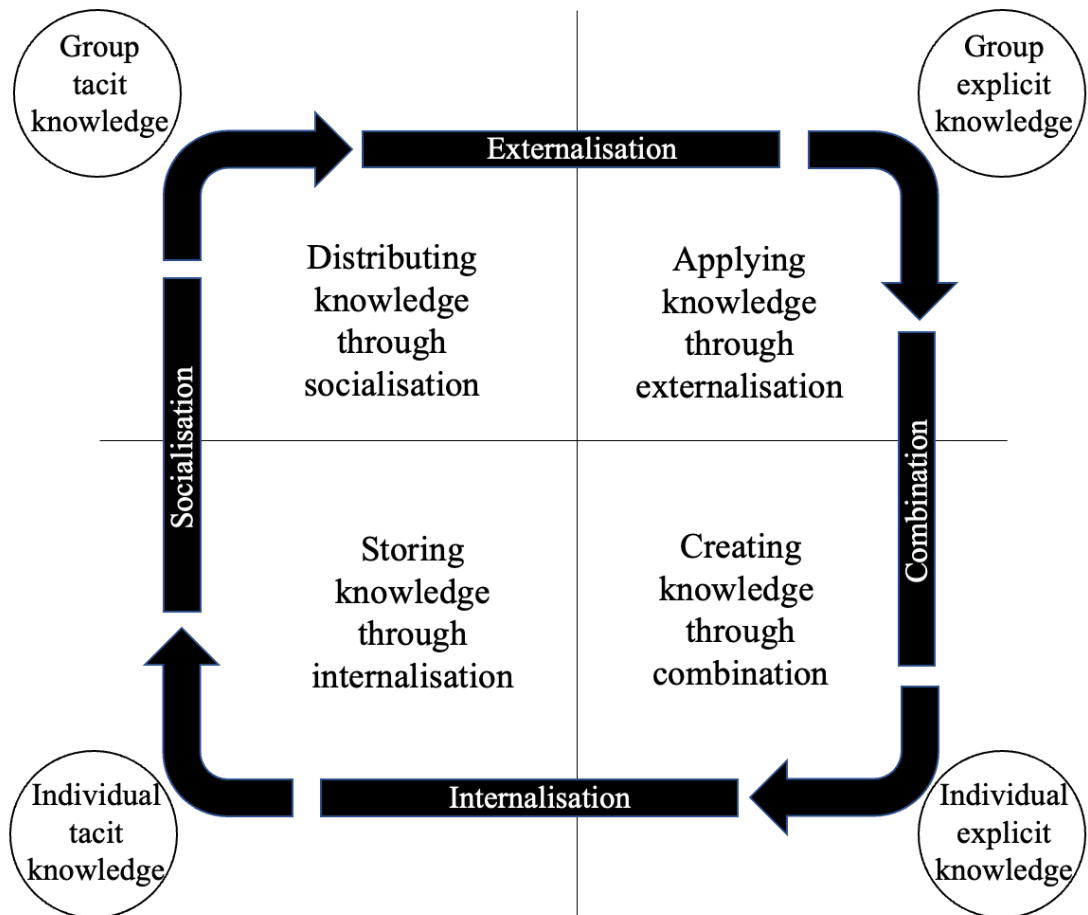 Group
tacit
knowledge
Group
explicit
knowledge
Externalisation
Distributing
knowledge
through
socialisation
Applying
knowledge
through
externalisation
Socialisation
Combination
Storing
knowledge
through
internalisation
Creating
knowledge
through
combination
Individual
tacit
knowledge
Internalisation
Individual
explicit
knowledge